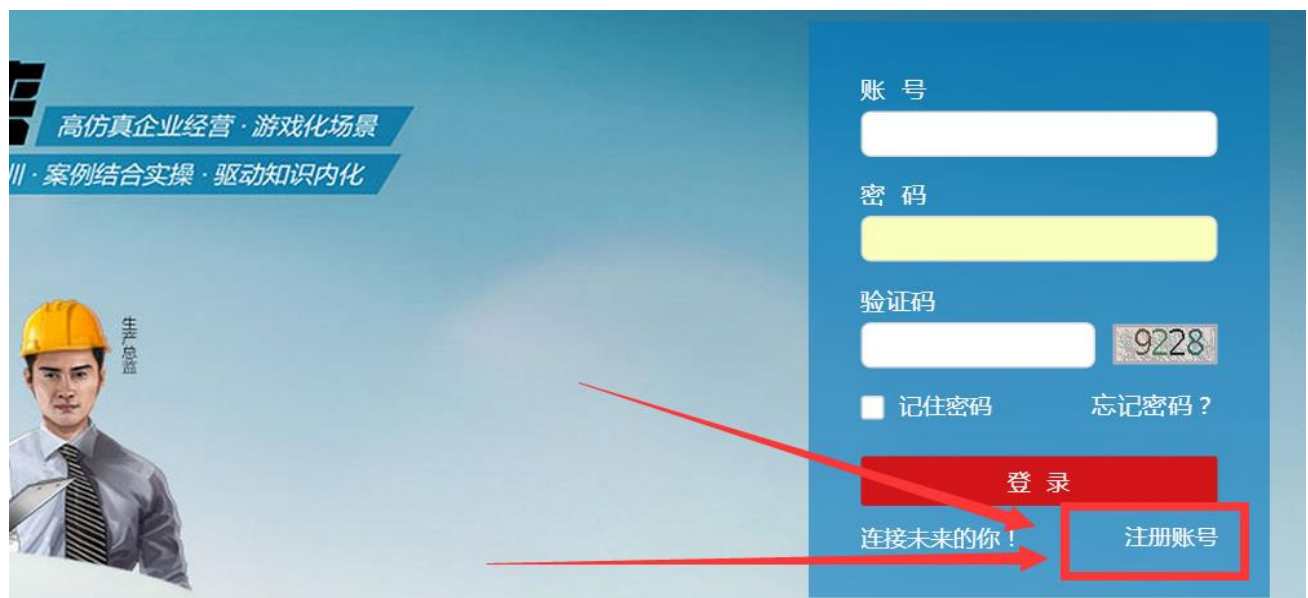 高仿真企业经营·游戏化场景
训·案例结合实操·驱动知识内化
生产总监
账 号
密 码
验证码
9228
记住密码
忘记密码？
登 录
连接未来的你！
注册账号